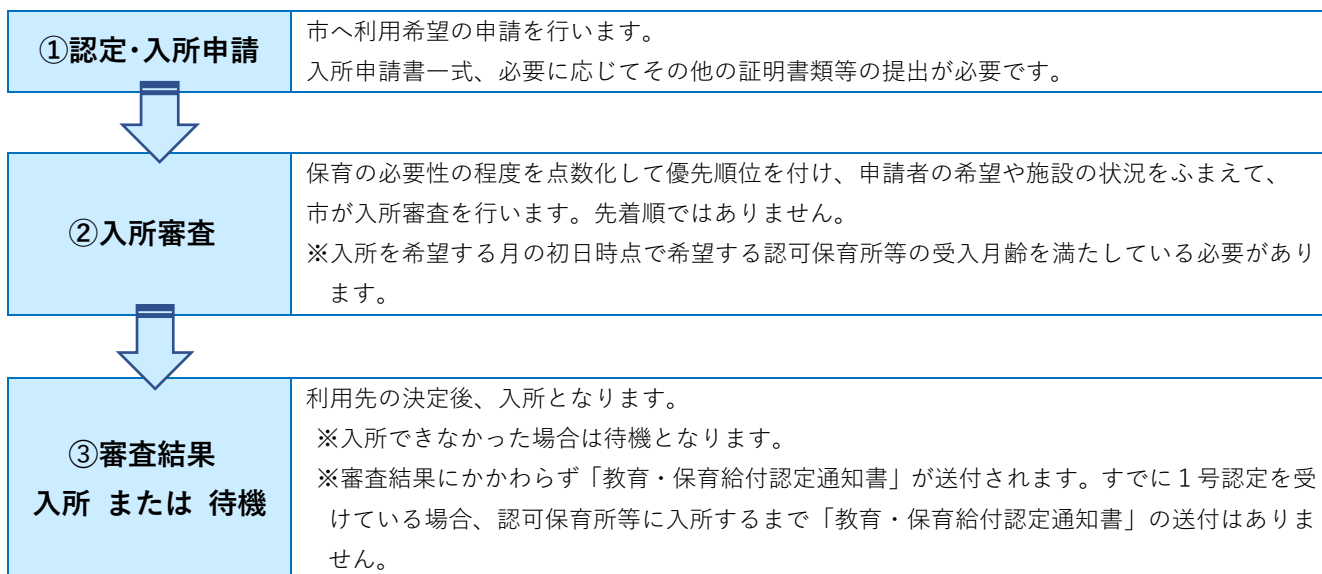 ①認定・入所申請
市へ利用希望の申請を行います。
入所申請書一式、必要に応じてその他の証明書類等の提出が必要です。
②入所審査
保育の必要性の程度を点数化して優先順位を付け、申請者の希望や施設の状況をふまえて、
市が入所審査を行います。先着順ではありません。
※入所を希望する月の初日時点で希望する認可保育所等の受入月齢を満たしている必要があり
ます。
③審査結果
入所 または 待機
利用先の決定後、入所となります。
※入所できなかった場合は待機となります。
※審査結果にかかわらず「教育・保育給付認定通知書」が送付されます。すでに１号認定を受
けている場合、認可保育所等に入所するまで「教育・保育給付認定通知書」の送付はありま
せん。